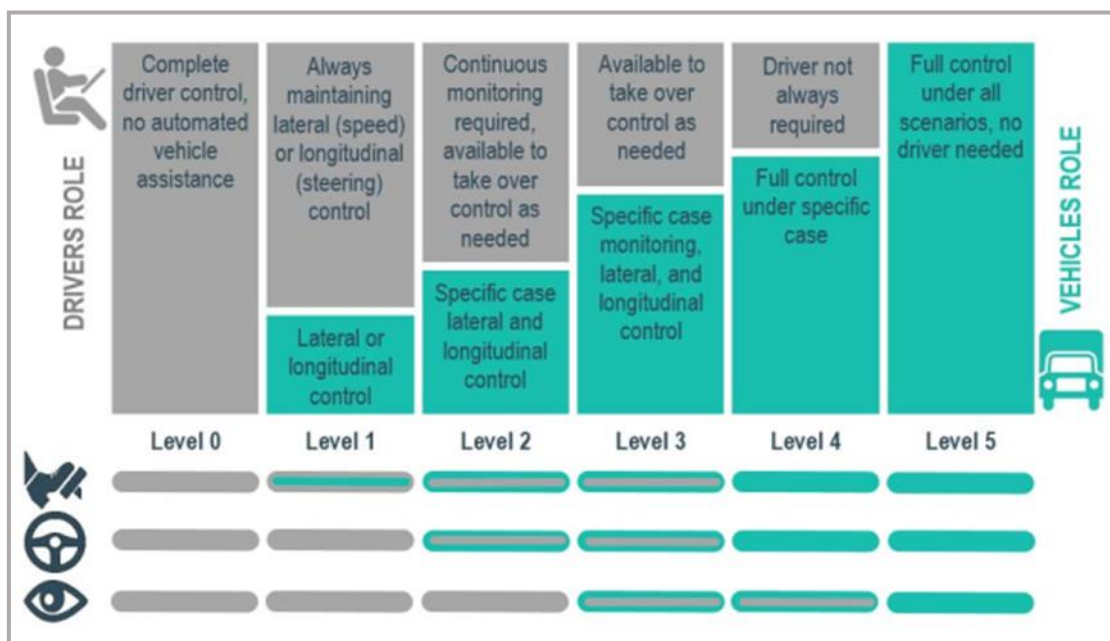 DRIVERS ROLE
Complete
driver control,
no automated
vehicle
assistance
Always
maintaining
lateral (speed)
or longitudinal
(steering)
control
Lateral or
longitudinal
control
Continuous
monitoring
required,
available to
take over
control as
needed
Specific case
lateral and
longitudinal
control
Available to
take over
control as
needed
Specific case
monitoring,
lateral, and
longitudinal
control
Driver not
always
required
Full control
under specific
case
Full control
under all
scenarios, no
driver needed
VEHICLES ROLE
Level 0
Level 1
Level 2
Level 3
Level 4
Level 5